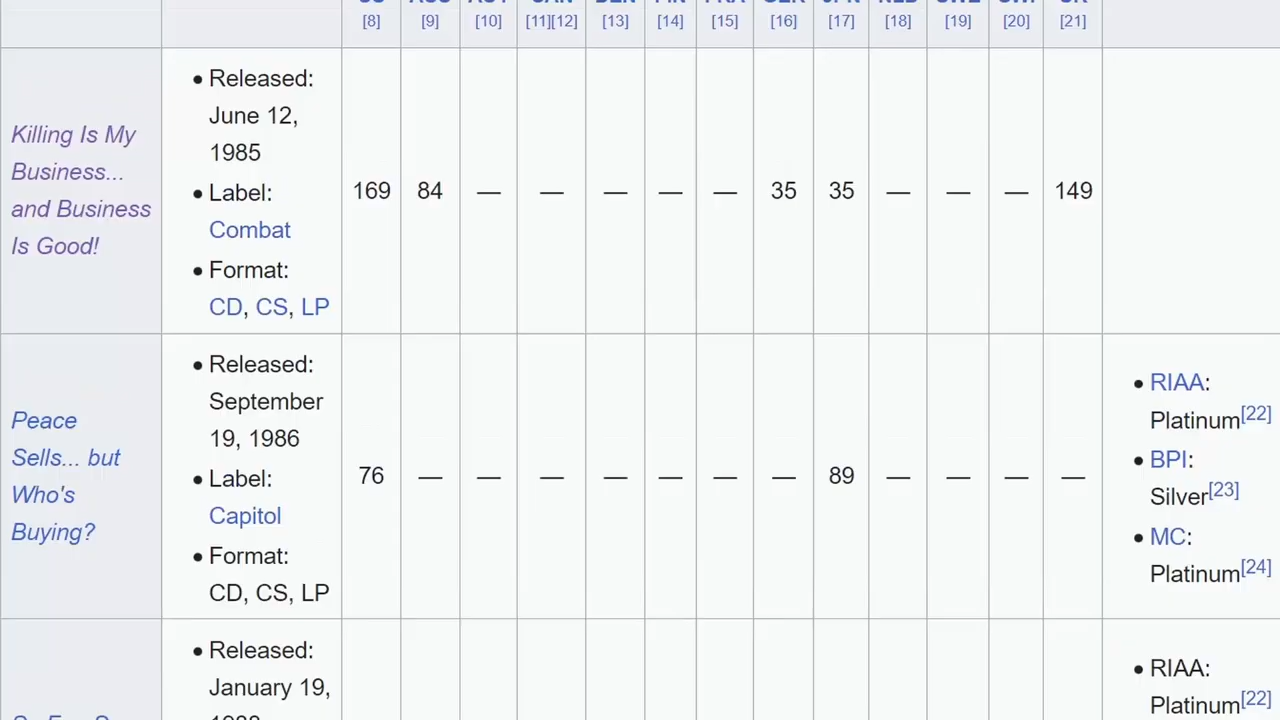 [8] [9] [10] [11][12] [13] [14] [15] [16] [17] [18] [19] [20] [21]
Killing Is My
Business...
and Business
Is Good!
• Released:
June 12,
1985
• Label:
Combat
• Format:
CD, CS, LP
169 84 — — — — — 35 35 — — — 149
Peace
Sells... but
Who's
Buying?
• Released:
September
19, 1986
• Label:
Capitol
• Format:
CD, CS, LP
76 — — — — — — — 89 — — — —
• RIAA:
Platinum[22]
• BPI:
Silver[23]
• MC:
Platinum[24]
• Released:
January 19,
• RIAA:
Platinum[22]